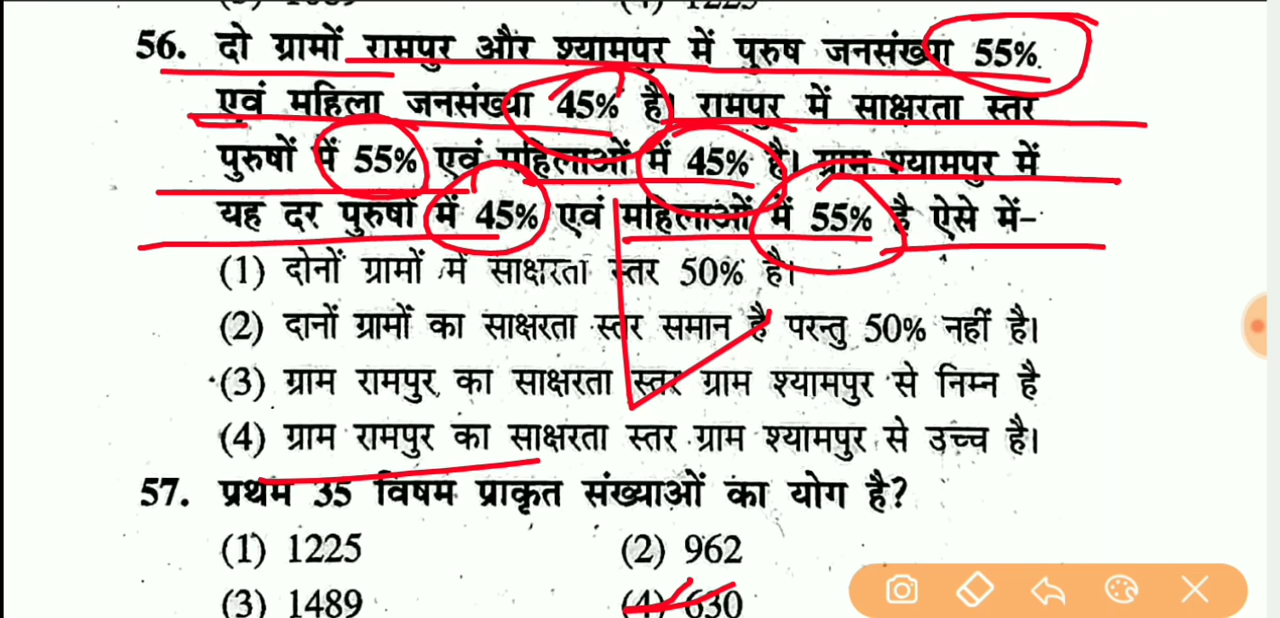 56. दो ग्रामों रामपुर और श्यामपुर में पुरुष जनसंख्या 55%
एवं महिला जनसंख्या 45% है। रामपुर में साक्षरता स्तर
पुरुषों में 55% एवं महिलाओं में 45% है। ग्राम श्यामपुर में
यह दर पुरुषों में 45% एवं महिलाओं में 55% है ऐसे में–
(1) दोनों ग्रामों में साक्षरता स्तर 50% है।
(2) दानों ग्रामों का साक्षरता स्तर समान है परन्तु 50% नहीं है।
(3) ग्राम रामपुर का साक्षरता स्तर ग्राम श्यामपुर से निम्न है
(4) ग्राम रामपुर का साक्षरता स्तर ग्राम श्यामपुर से उच्च है।
57. प्रथम 35 विषम प्राकृत संख्याओं का योग है?
(1) 1225 (2) 962
(3) 1489 (4) 630